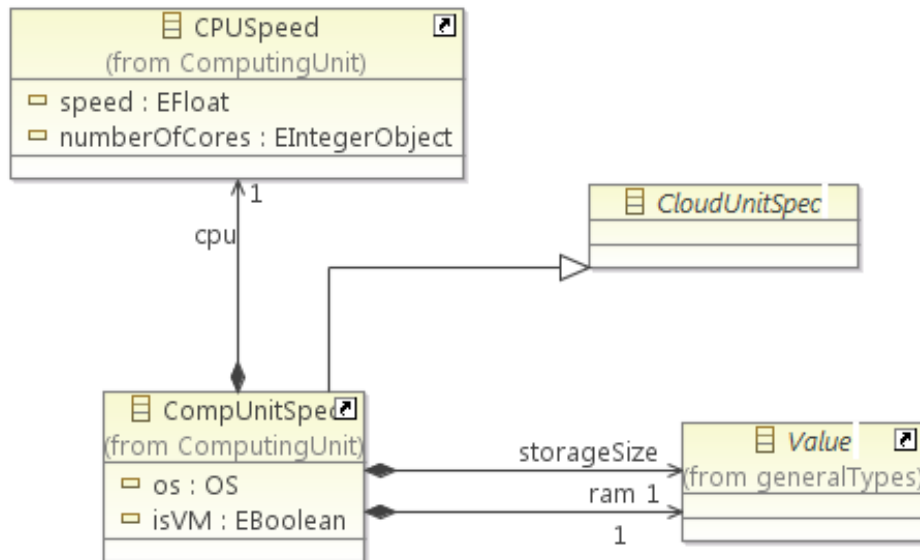 CPUSpeed
(from ComputingUnit)
speed : EFloat
numberOfCores : EIntegerObject
1
cpu
CloudUnitSpec
CompUnitSpec
(from ComputingUnit)
os : OS
isVM : EBoolean
storageSize
ram 1
1
Value
(from generalTypes)